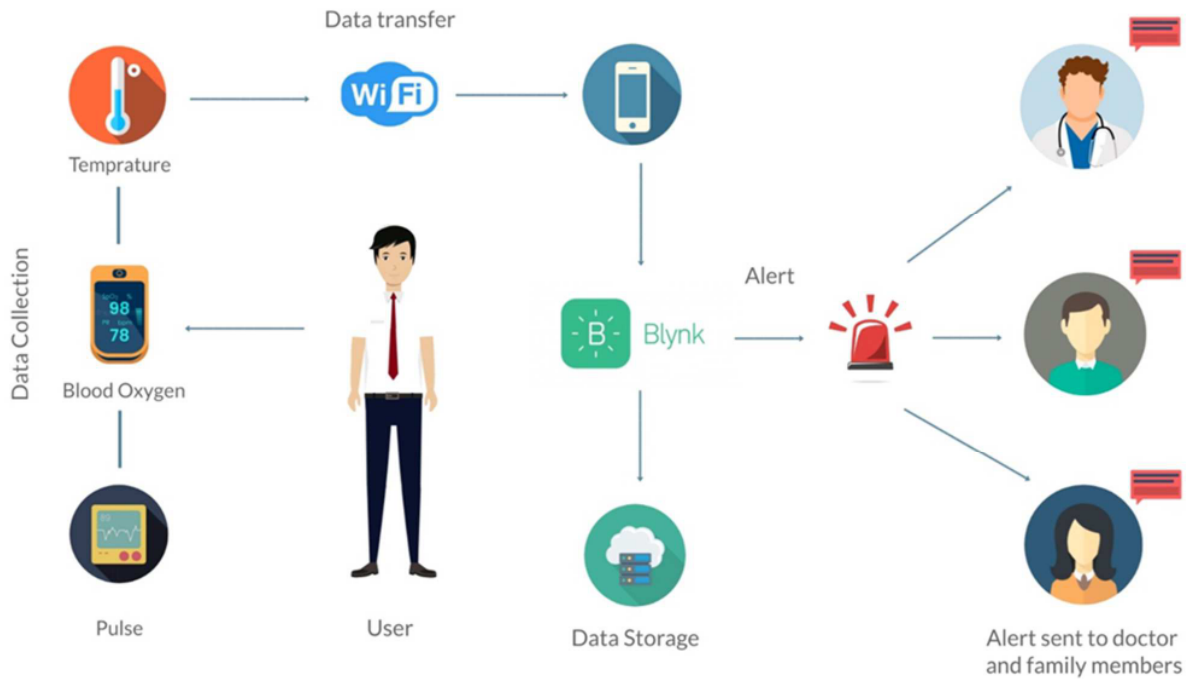 Data transfer
WiFi
Temprature
Data Collection
98
78
Blood Oxygen
Alert
B
Blynk
Pulse
User
Data Storage
Alert sent to doctor
and family members